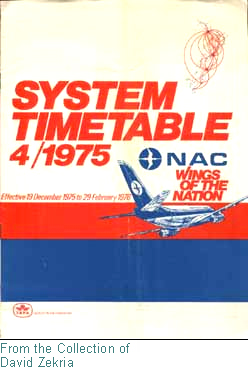 SYSTEM
TIMETABLE
4/1975
NAC
WINGS
OF THE
NATION
Effective 19 December 1975 to 29 February 1976
From the Collection of
David Zekria